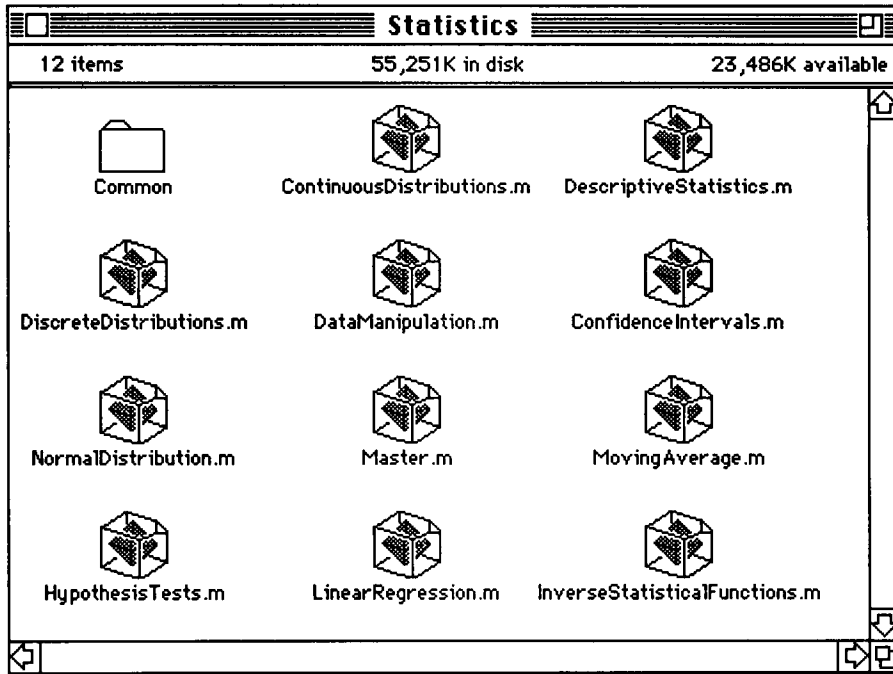 Statistics
12 items 55,251K in disk 23,486K available
Common ContinuousDistributions.m DescriptiveStatistics.m
DiscreteDistributions.m DataManipulation.m ConfidenceIntervals.m
NormalDistribution.m Master.m MovingAverage.m
HypothesisTests.m LinearRegression.m InverseStatisticalFunctions.m